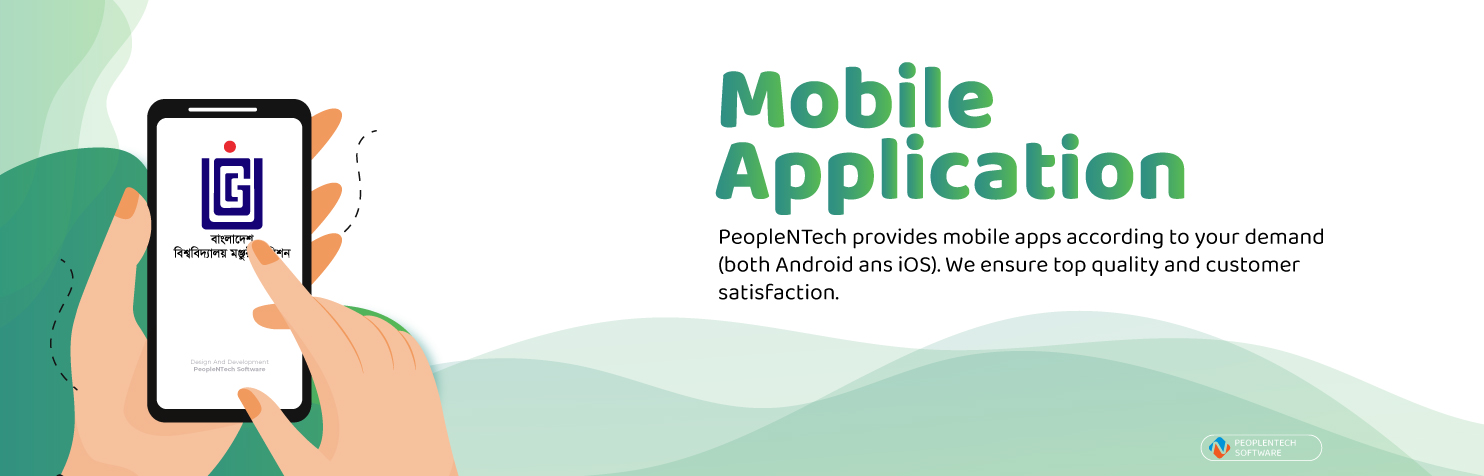 বাংলাদেশ
বিশ্ববিদ্যালয়
Design And Development
PeopleNTech Software
Mobile
Application
PeopleNTech provides mobile apps according to your demand
(both Android ans iOS). We ensure top quality and customer
satisfaction.
PEOPLENTECH
SOFTWARE